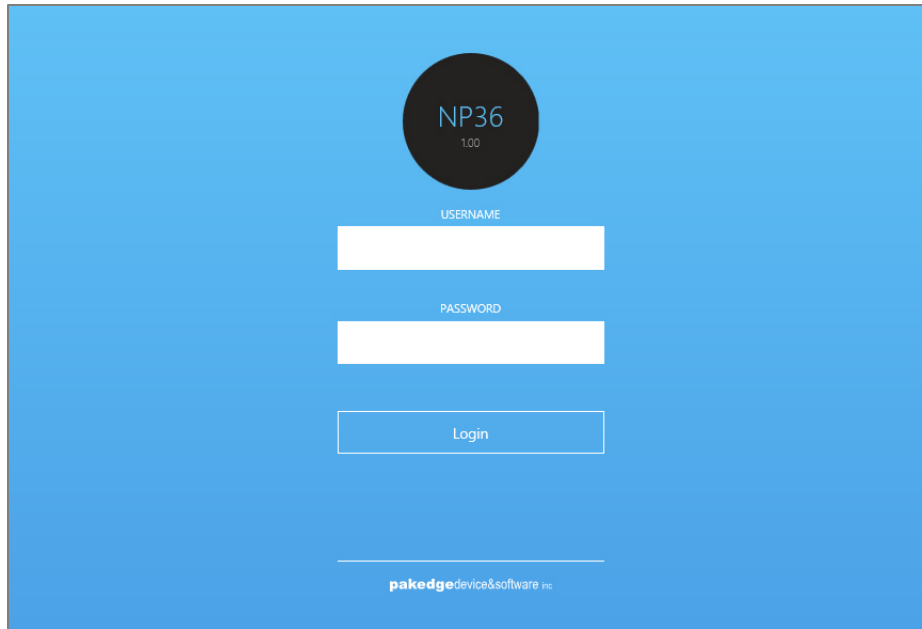 NP36
1.00
USERNAME
PASSWORD
Login
pakedgedevice&software inc